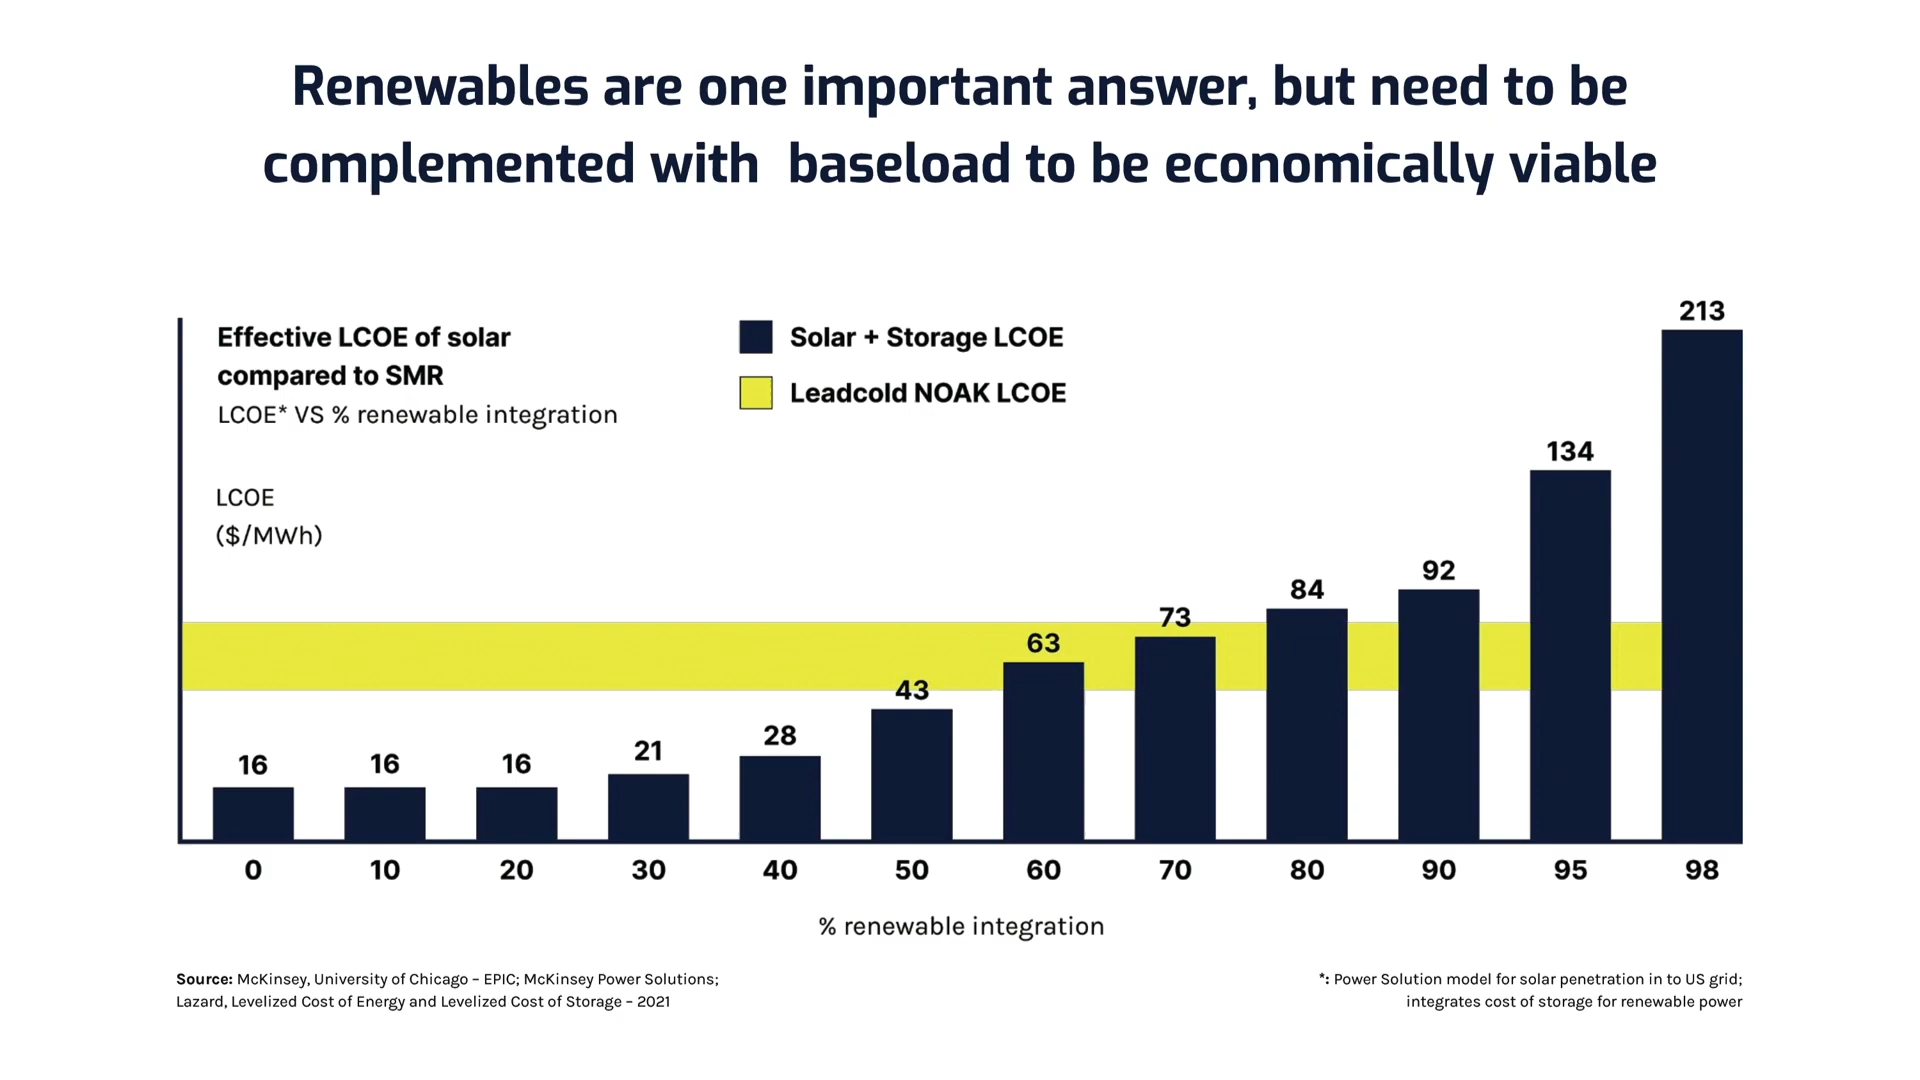 Renewables are one important answer, but need to be
complemented with  baseload to be economically viable
Effective LCOE of solar
compared to SMR
LCOE* VS % renewable integration
Solar + Storage LCOE
Leadcold NOAK LCOE
LCOE
($/MWh)
16
16
16
21
28
43
63
73
84
92
134
213
0 10 20 30 40 50 60 70 80 90 95 98
% renewable integration
Source: McKinsey, University of Chicago – EPIC; McKinsey Power Solutions;
Lazard, Levelized Cost of Energy and Levelized Cost of Storage – 2021
*: Power Solution model for solar penetration in to US grid;
integrates cost of storage for renewable power